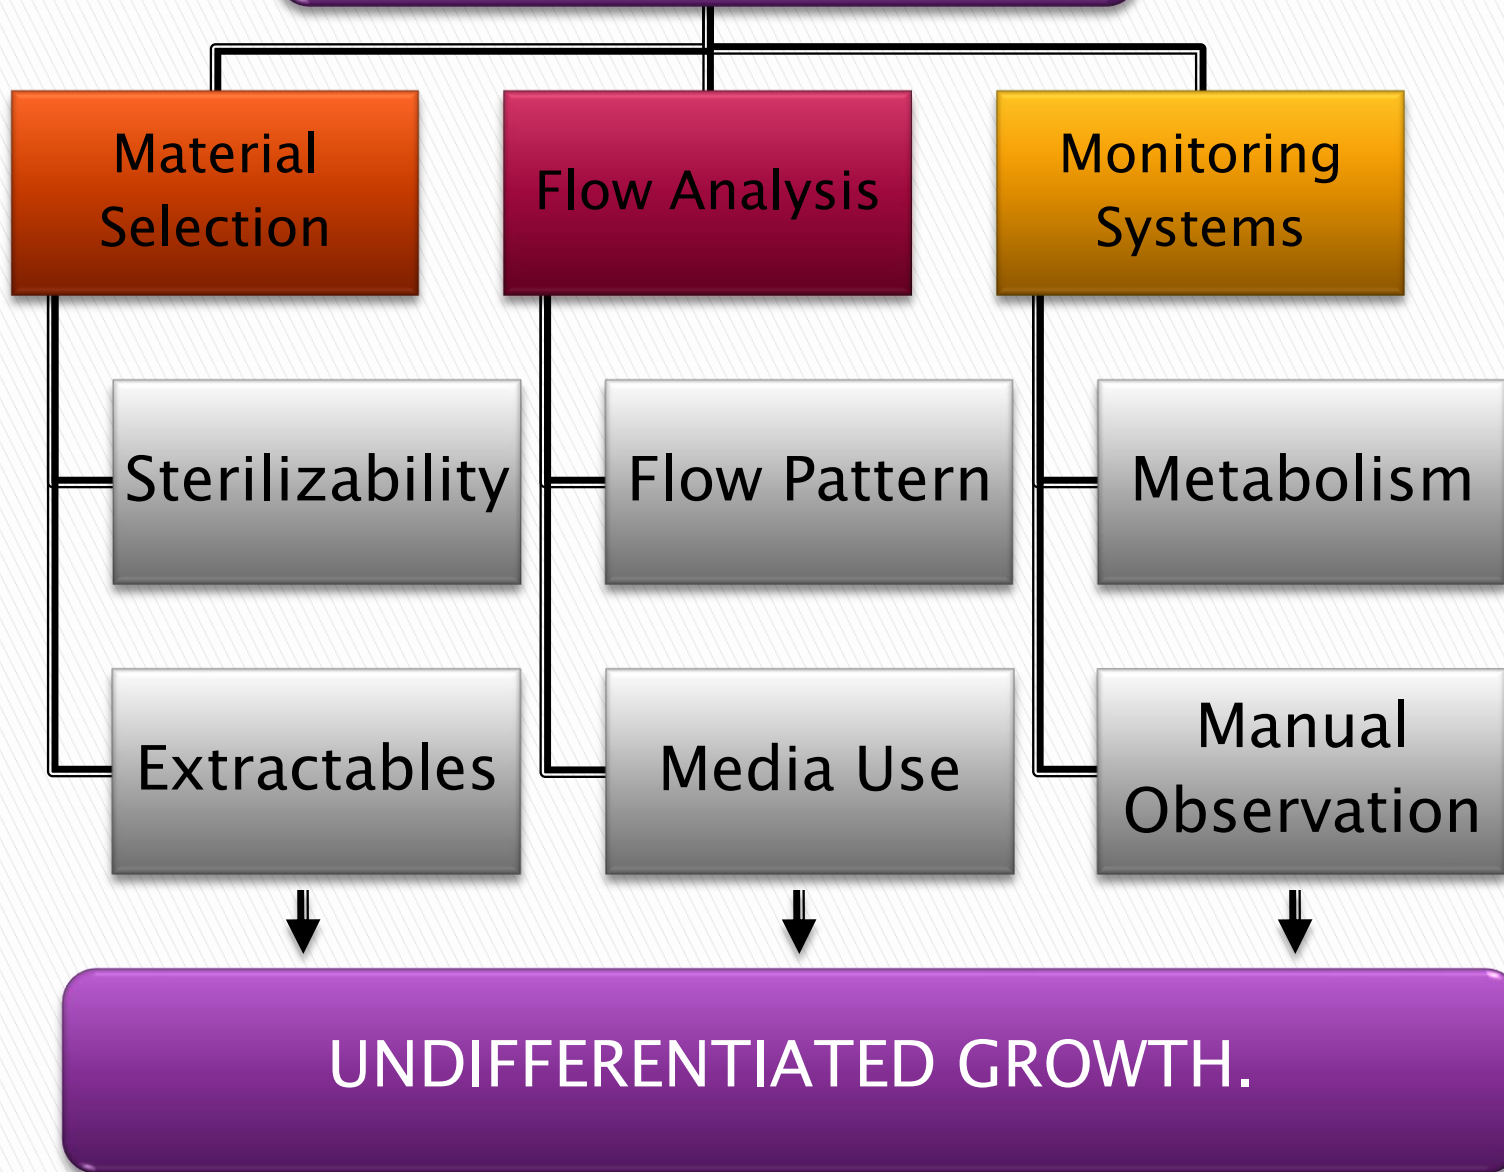 Material
Selection
Flow Analysis
Monitoring
Systems
Sterilizability
Flow Pattern
Metabolism
Extractables
Media Use
Manual
Observation
UNDIFFERENTIATED GROWTH.